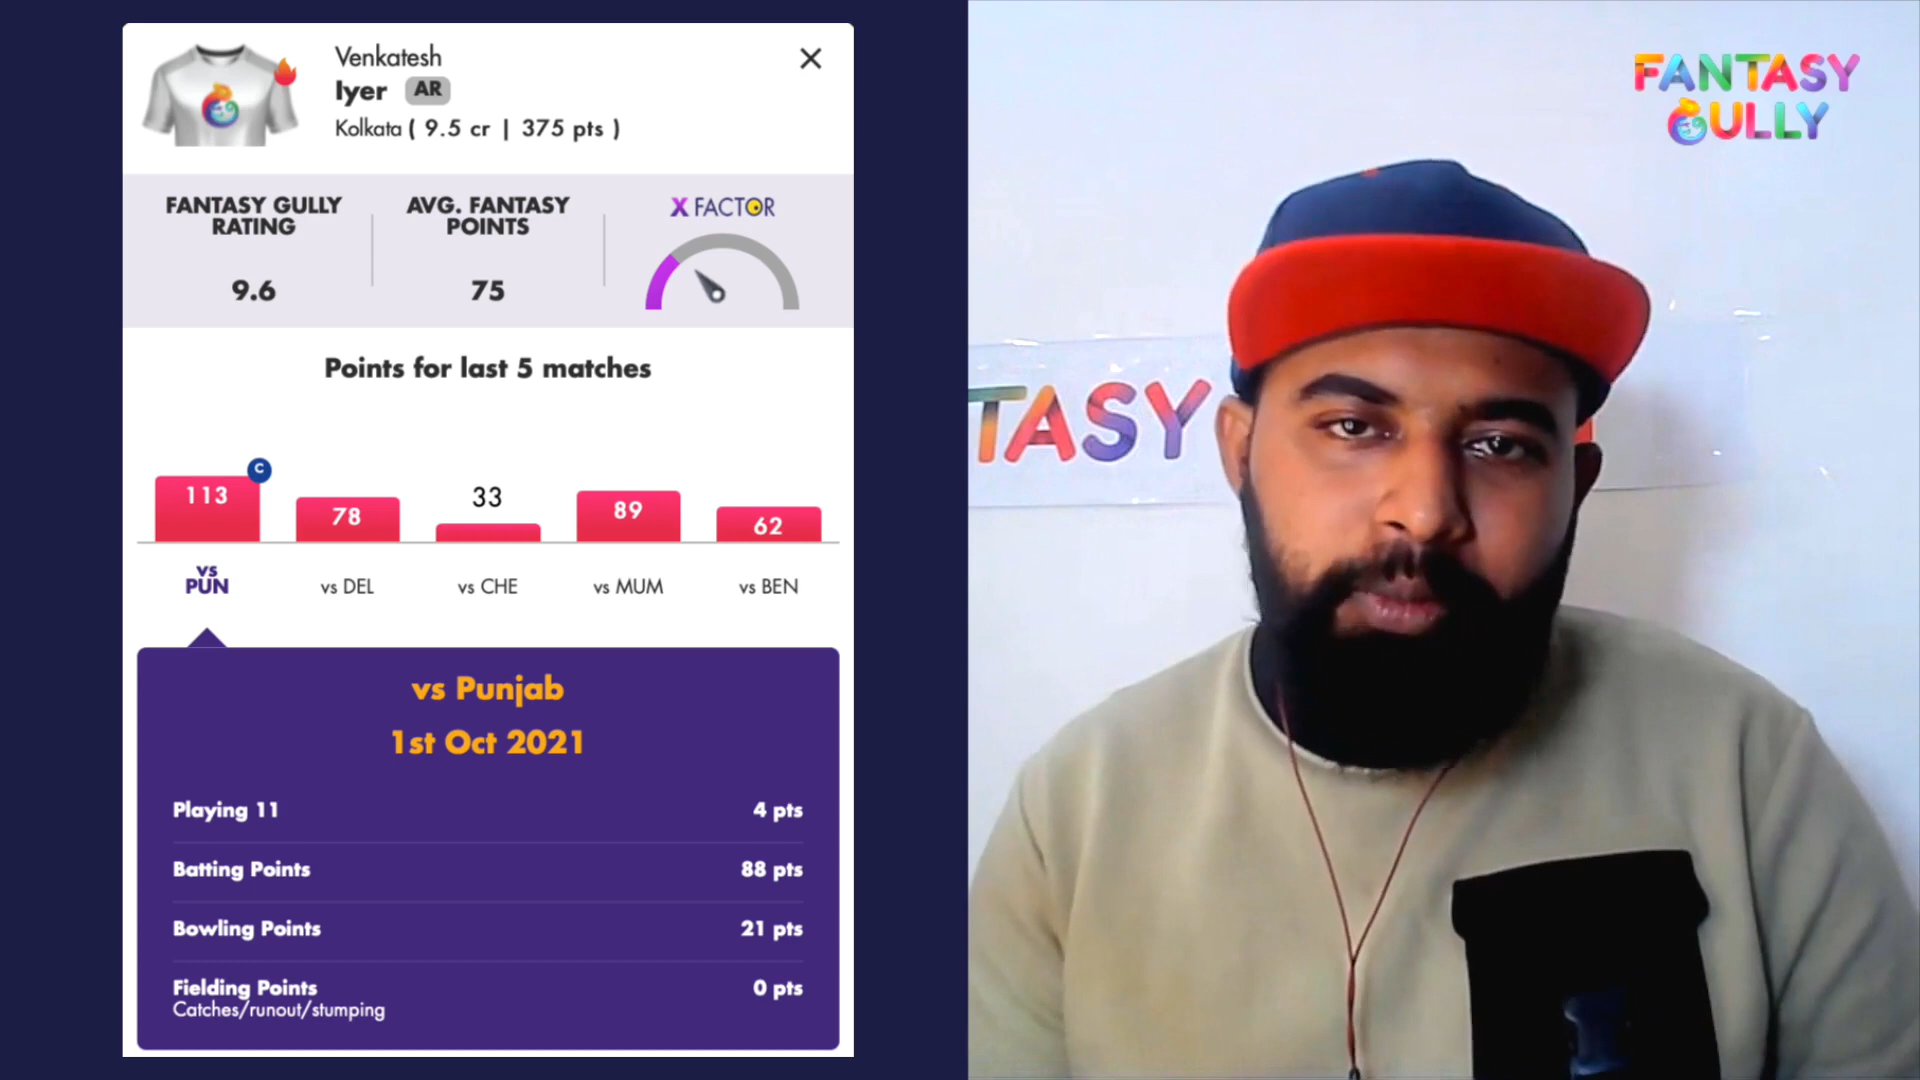 Venkatesh
Iyer AR
Kolkata ( 9.5 cr | 375 pts )
FANTASY GULLY
RATING
9.6
AVG. FANTASY
POINTS
75
X FACTOR
Points for last 5 matches
C
113
78
33
89
62
vs
PUN
vs DEL
vs CHE
vs MUM
vs BEN
vs Punjab
1st Oct 2021
Playing 11 4 pts
Batting Points 88 pts
Bowling Points 21 pts
Fielding Points 0 pts
Catches/runout/stumping
FANTASY
GULLY
TASY